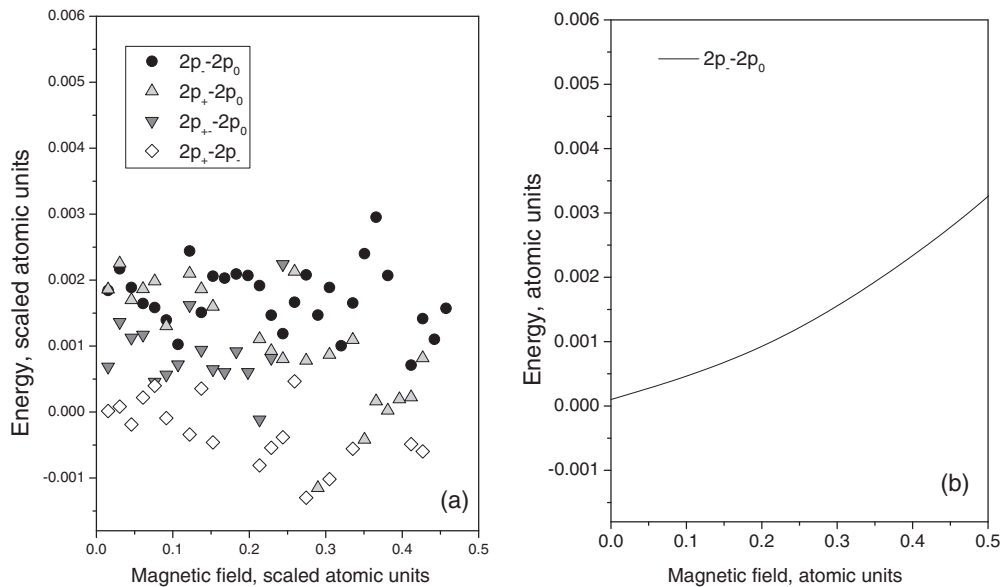 0.006
0.005
0.004
0.003
0.002
0.001
0.000
-0.001
Energy, scaled atomic units
2p₋-2p₀
2p₊-2p₀
2p₊₋-2p₀
2p₊-2p₋
(a)
0.0 0.1 0.2 0.3 0.4 0.5
Magnetic field, scaled atomic units
0.006
0.005
0.004
0.003
0.002
0.001
0.000
-0.001
Energy, atomic units
2p₋-2p₀
(b)
0.0 0.1 0.2 0.3 0.4 0.5
Magnetic field, atomic units